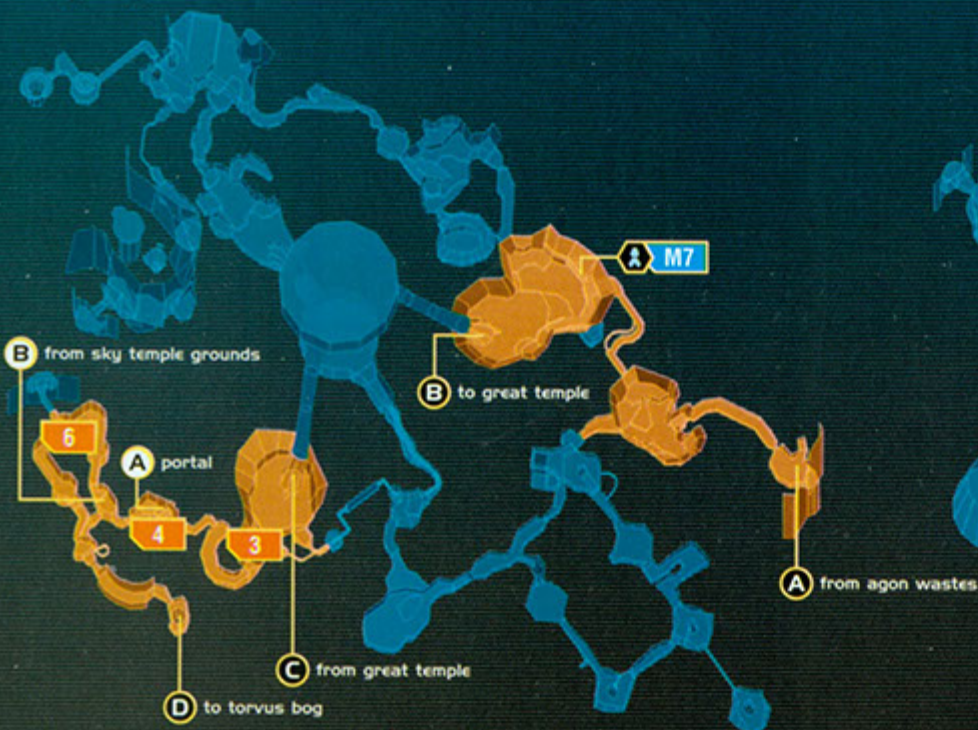 M7
B from sky temple grounds
B to great temple
6
A portal
4
3
2
A from agon wastes
C from great temple
D to torvus bog